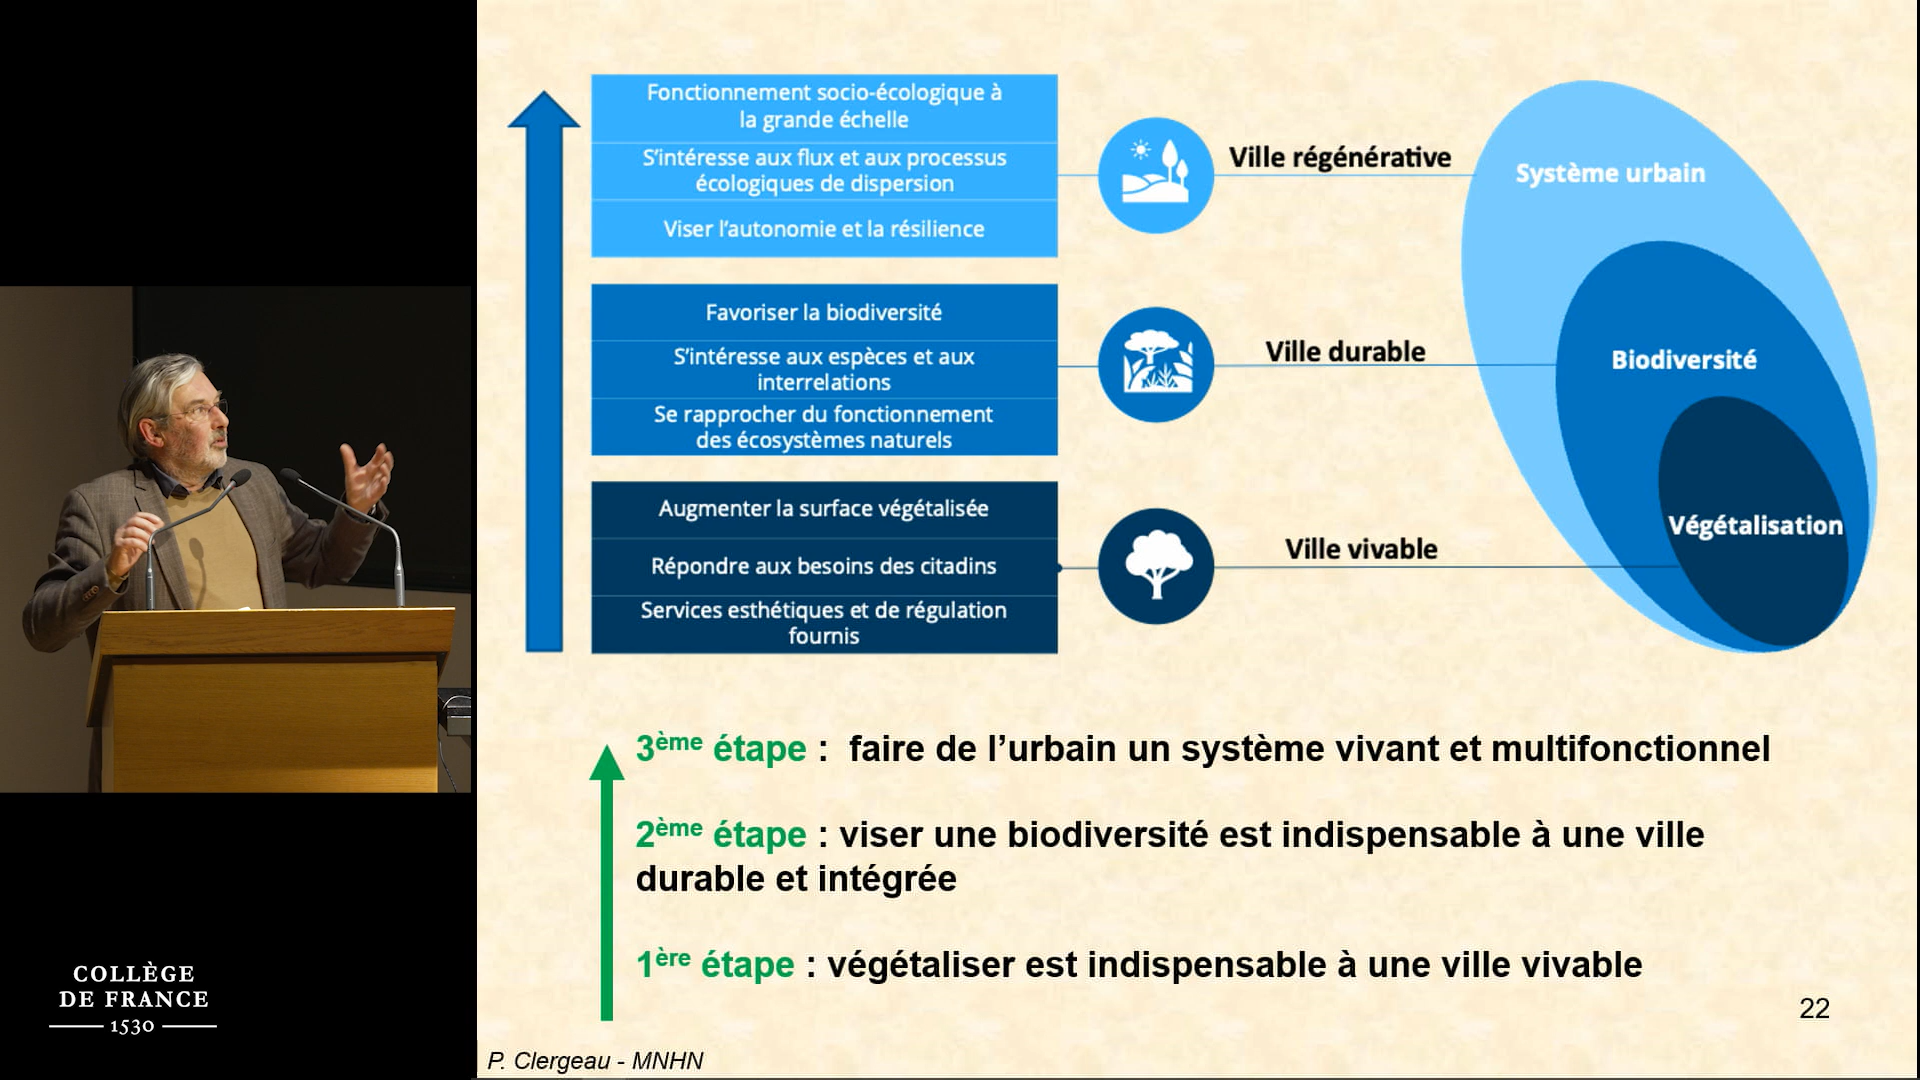 Fonctionnement socio-écologique à
la grande échelle
S'intéresse aux flux et aux processus
écologiques de dispersion
Viser l'autonomie et la résilience
Ville régénérative
Système urbain
Favoriser la biodiversité
S'intéresse aux espèces et aux
interrelations
Se rapprocher du fonctionnement
des écosystèmes naturels
Ville durable
Biodiversité
Augmenter la surface végétalisée
Répondre aux besoins des citadins
Services esthétiques et de régulation
fournis
Ville vivable
Végétalisation
3ème étape : faire de l’urbain un système vivant et multifonctionnel
2ème étape : viser une biodiversité est indispensable à une ville
durable et intégrée
1ère étape : végétaliser est indispensable à une ville vivable
22
P. Clergeau - MNHN
COLLÈGE
DE FRANCE
1530